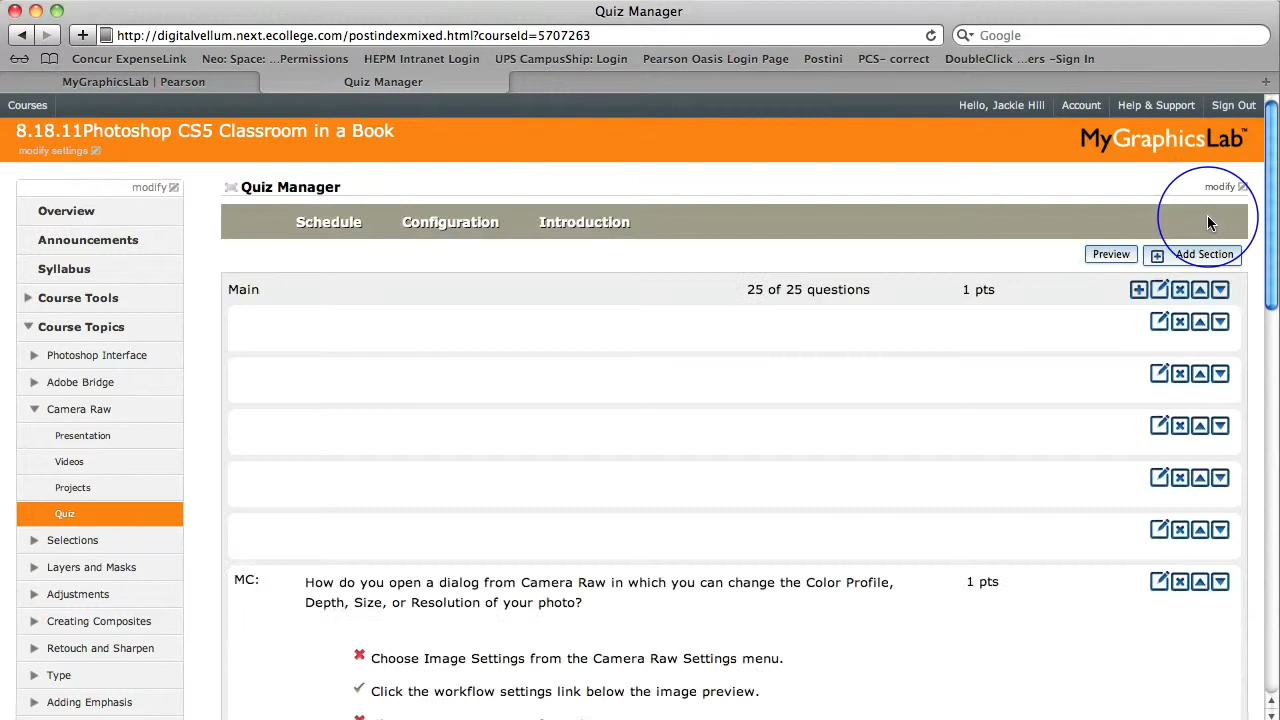 Quiz Manager
http://digitalvellum.next.ecollege.com/postindexmixed.html?courseId=5707263
Google
Concur ExpenseLink Neo: Space: ...Permissions HEPM Intranet Login UPS CampusShip: Login Pearson Oasis Login Page Postini PCS- correct DoubleClick ...ers -Sign In
MyGraphicsLab | Pearson Quiz Manager
Courses Hello, Jackie Hill Account Help & Support Sign Out
8.18.11Photoshop CS5 Classroom in a Book
modify settings
MyGraphicsLab™
modify
Overview
Announcements
Syllabus
Course Tools
Course Topics
Photoshop Interface
Adobe Bridge
Camera Raw
Presentation
Videos
Projects
Quiz
Selections
Layers and Masks
Adjustments
Creating Composites
Retouch and Sharpen
Type
Adding Emphasis
Quiz Manager modify
Schedule Configuration Introduction
Preview Add Section
Main 25 of 25 questions 1 pts
MC: How do you open a dialog from Camera Raw in which you can change the Color Profile, 1 pts
Depth, Size, or Resolution of your photo?
Choose Image Settings from the Camera Raw Settings menu.
Click the workflow settings link below the image preview.